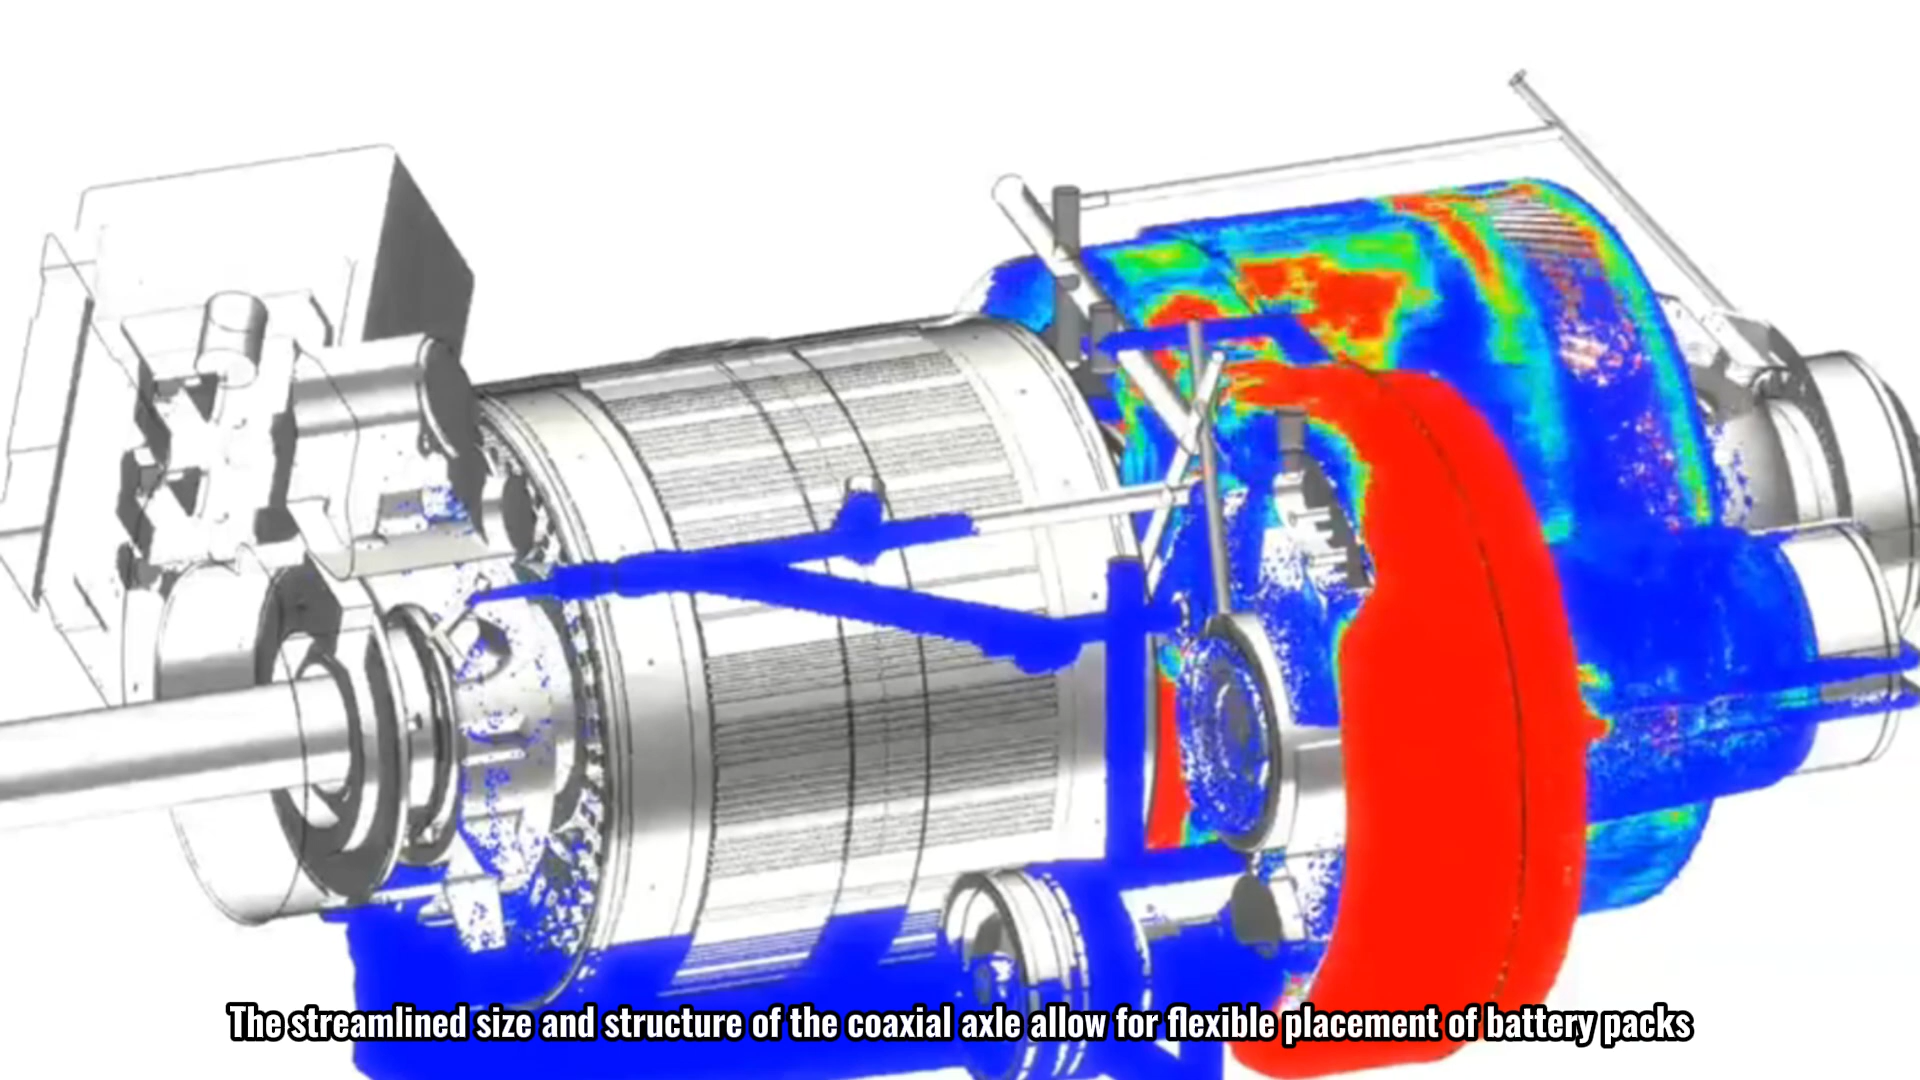 The streamlined size and structure of the coaxial axle allow for flexible placement of battery packs